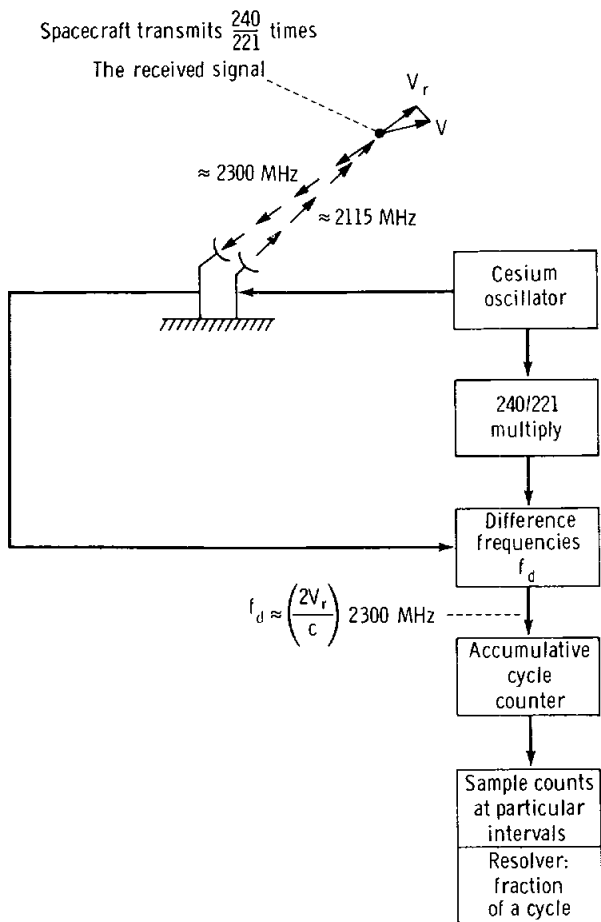 Spacecraft transmits 240/221 times
The received signal
V_r
V
≈ 2300 MHz
≈ 2115 MHz
Cesium
oscillator
240/221
multiply
Difference
frequencies
f_d
f_d ≈ (2V_r/c) 2300 MHz
Accumulative
cycle
counter
Sample counts
at particular
intervals
Resolver:
fraction
of a cycle